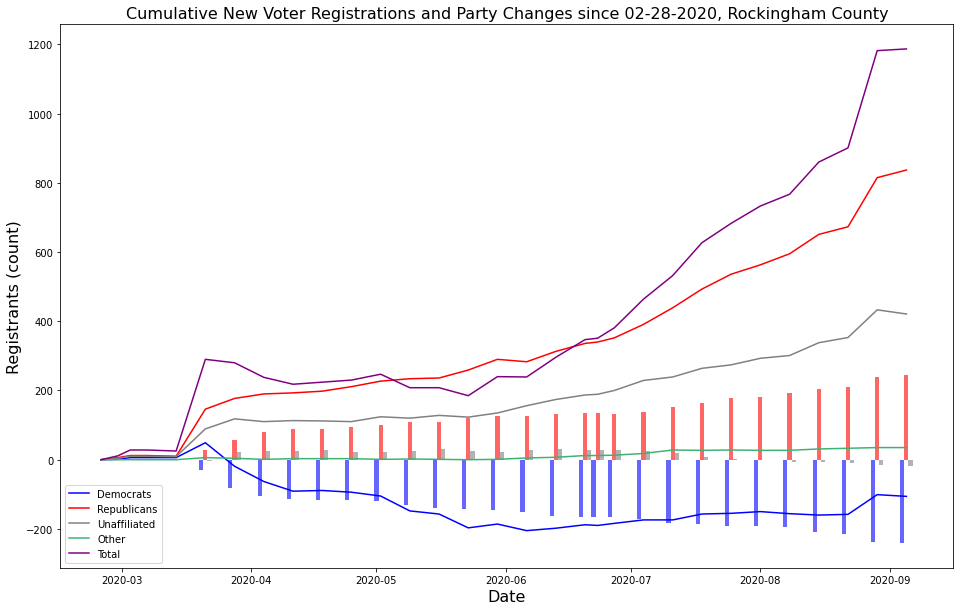 Cumulative New Voter Registrations and Party Changes since 02-28-2020, Rockingham County
1200
1000
800
600
400
200
0
−200
Registrants (count)
Democrats
Republicans
Unaffiliated
Other
Total
2020-03 2020-04 2020-05 2020-06 2020-07 2020-08 2020-09
Date